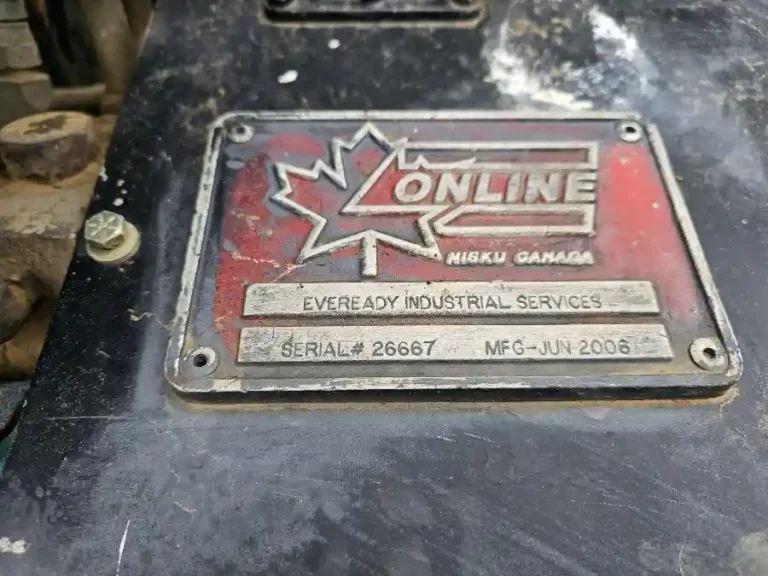 ONLINE
NISKU CANADA
EVEREADY INDUSTRIAL SERVICES
SERIAL# 26667 MFG-JUN 2006